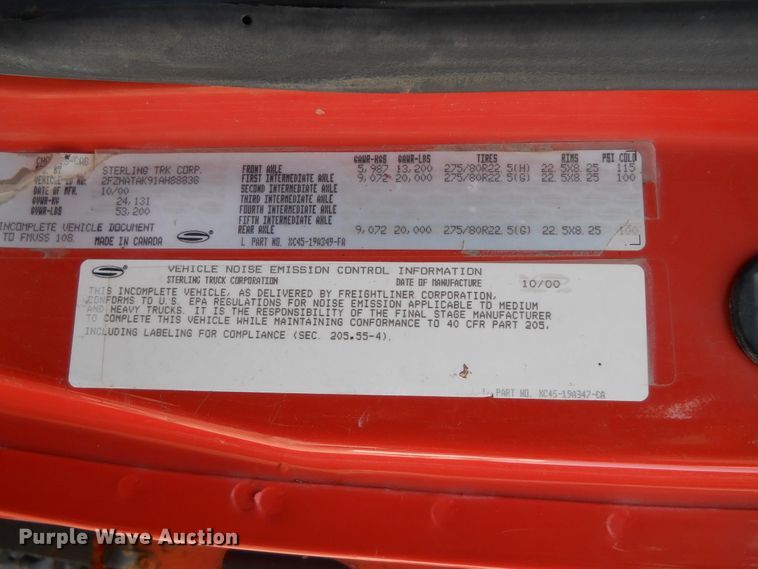 STERLING TRK CORP.
VEHICLE ID NO. 2FZHATAK91AH88836
DATE OF MFR. 10/00
GVWR-KG 24,131
GVWR-LBS 53,200
INCOMPLETE VEHICLE DOCUMENT
TO FMVSS 108. MADE IN CANADA
GAWR-KGS GAWR-LBS TIRES RIMS PSI COLD
FRONT AXLE 5,987 13,200 275/80R22.5(H) 22.5X8.25 115
FIRST INTERMEDIATE AXLE 9,072 20,000 275/80R22.5(G) 22.5X8.25 100
SECOND INTERMEDIATE AXLE
THIRD INTERMEDIATE AXLE
FOURTH INTERMEDIATE AXLE
FIFTH INTERMEDIATE AXLE
REAR AXLE 9,072 20,000 275/80R22.5(G) 22.5X8.25 100
L PART NO. XC45-19A349-FA
VEHICLE NOISE EMISSION CONTROL INFORMATION
STERLING TRUCK CORPORATION DATE OF MANUFACTURE 10/00
THIS INCOMPLETE VEHICLE, AS DELIVERED BY FREIGHTLINER CORPORATION,
CONFORMS TO U.S. EPA REGULATIONS FOR NOISE EMISSION APPLICABLE TO MEDIUM
AND HEAVY TRUCKS. IT IS THE RESPONSIBILITY OF THE FINAL STAGE MANUFACTURER
TO COMPLETE THIS VEHICLE WHILE MAINTAINING CONFORMANCE TO 40 CFR PART 205,
INCLUDING LABELING FOR COMPLIANCE (SEC. 205.55-4).
L PART NO. XC45-19A347-CA
Purple Wave Auction